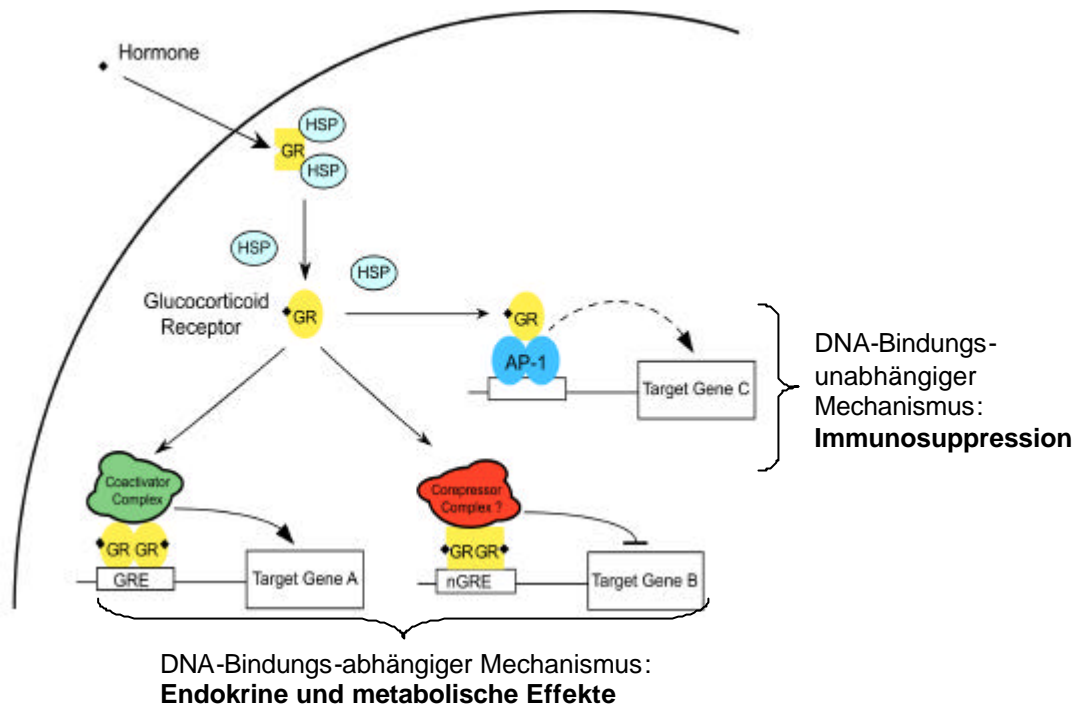 Hormone
HSP
GR
HSP
HSP
HSP
Glucocorticoid
Receptor
GR
GR
AP-1
Target Gene C
DNA-Bindungs-
unabhängiger
Mechanismus:
Immunosuppression
Coactivator
Complex
GR GR
GRE
Target Gene A
Corepressor
Complex ?
GR GR
nGRE
Target Gene B
DNA-Bindungs-abhängiger Mechanismus:
Endokrine und metabolische Effekte